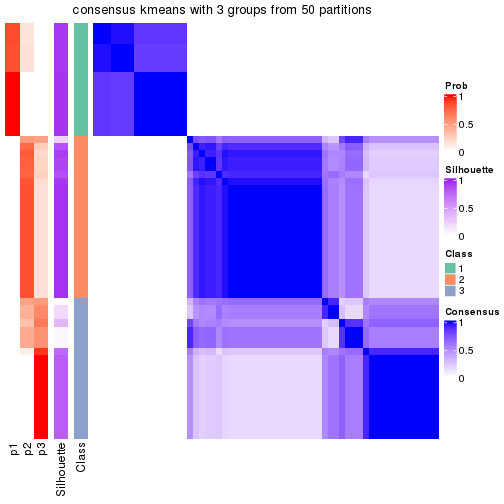 consensus kmeans with 3 groups from 50 partitions
Prob
1
0.5
0
Silhouette
1
0.5
0
Class
1
2
3
Consensus
1
0.5
0
p1
p2
p3
Silhouette
Class